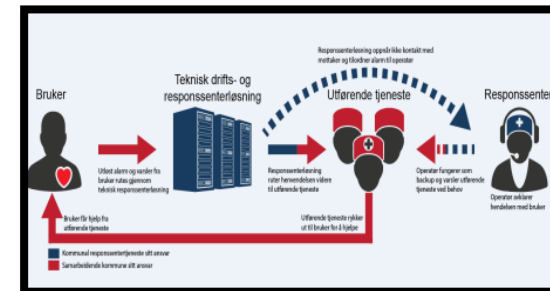 Responssenterløsning oppnår ikke kontakt med
mottaker og tilordner alarm til operatør
Bruker
Teknisk drifts- og
responssenterløsning
Utførende tjeneste
Responssenter
Utløst alarm og varsler fra
bruker rutes gjennom
teknisk responssenterløsning
Responssenterløsning
ruter henvendelsen videre
til utførende tjeneste
Operatør fungerer som
backup og varsler utførende
tjeneste ved behov
Operatør avklarer
hendelsen med bruker
Bruker får hjelp fra
utførende tjeneste
Utførende tjeneste rykker
ut til bruker for å hjelpe
Kommunal responssentertjeneste sitt ansvar
Samarbeidende kommune sitt ansvar